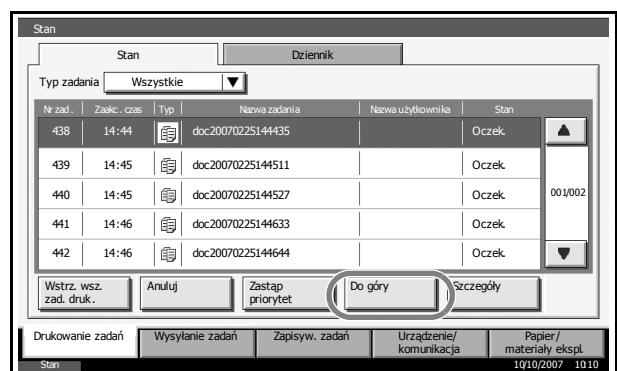 Stan
Stan Dziennik
Typ zadania Wszystkie
Nr zad. Zaakc. czas Typ Nazwa zadania Nazwa użytkownika Stan
438 14:44 doc20070225144435 Oczek.
439 14:45 doc20070225144511 Oczek.
440 14:45 doc20070225144527 Oczek.
001/002
441 14:46 doc20070225144633 Oczek.
442 14:46 doc20070225144644 Oczek.
Wstrz. wsz. zad. druk.
Anuluj
Zastąp priorytet
Do góry
Szczegóły
Drukowanie zadań
Wysyłanie zadań
Zapisyw. zadań
Urządzenie/ komunikacja
Papier/ materiały ekspl.
Stan 10/10/2007 10:10